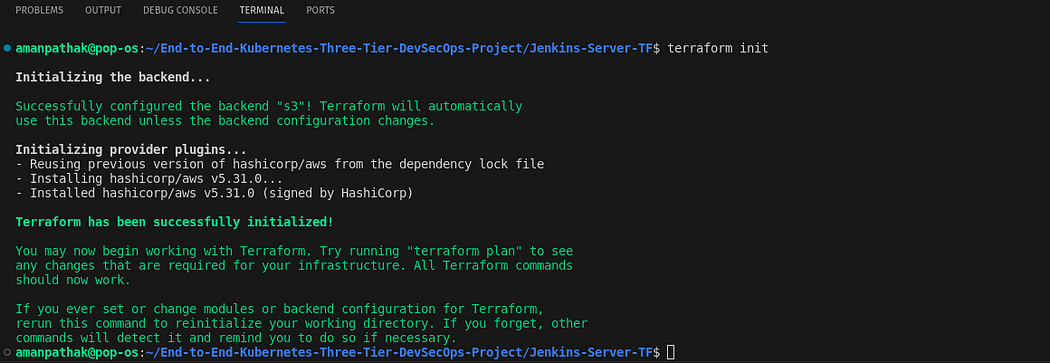 PROBLEMS OUTPUT DEBUG CONSOLE TERMINAL PORTS
amanpathak@pop-os:~/End-to-End-Kubernetes-Three-Tier-DevSecOps-Project/Jenkins-Server-TF$ terraform init
Initializing the backend...
Successfully configured the backend "s3"! Terraform will automatically
use this backend unless the backend configuration changes.
Initializing provider plugins...
- Reusing previous version of hashicorp/aws from the dependency lock file
- Installing hashicorp/aws v5.31.0...
- Installed hashicorp/aws v5.31.0 (signed by HashiCorp)
Terraform has been successfully initialized!
You may now begin working with Terraform. Try running "terraform plan" to see
any changes that are required for your infrastructure. All Terraform commands
should now work.
If you ever set or change modules or backend configuration for Terraform,
rerun this command to reinitialize your working directory. If you forget, other
commands will detect it and remind you to do so if necessary.
amanpathak@pop-os:~/End-to-End-Kubernetes-Three-Tier-DevSecOps-Project/Jenkins-Server-TF$